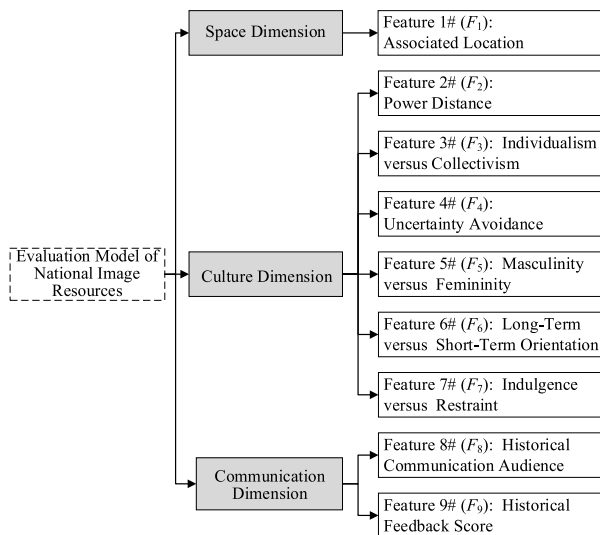 Evaluation Model of
National Image
Resources
Space Dimension
Feature 1# (F₁):
Associated Location
Culture Dimension
Feature 2# (F₂):
Power Distance
Feature 3# (F₃): Individualism
versus Collectivism
Feature 4# (F₄):
Uncertainty Avoidance
Feature 5# (F₅): Masculinity
versus Femininity
Feature 6# (F₆): Long-Term
versus Short-Term Orientation
Feature 7# (F₇): Indulgence
versus Restraint
Communication
Dimension
Feature 8# (F₈): Historical
Communication Audience
Feature 9# (F₉): Historical
Feedback Score